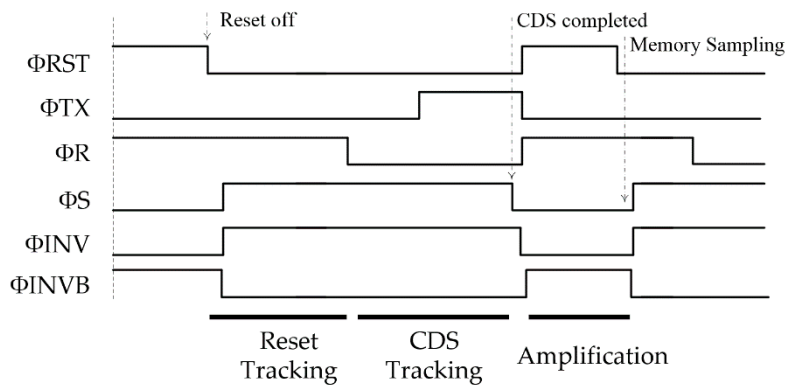 Reset off
CDS completed
Memory Sampling
ΦRST
ΦTX
ΦR
ΦS
ΦINV
ΦINVB
Reset
Tracking
CDS
Tracking
Amplification